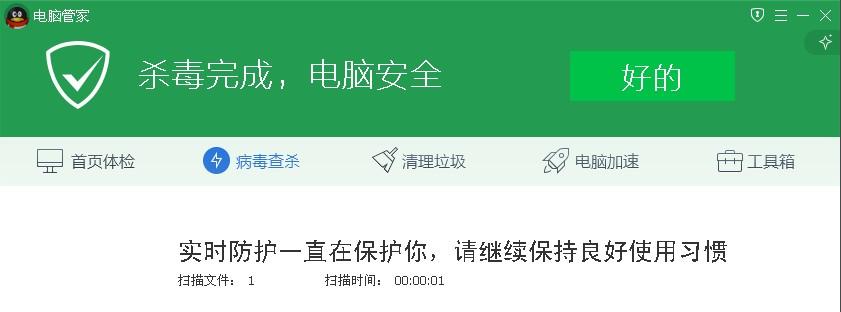 电脑管家
杀毒完成，电脑安全
好的
首页体检 病毒查杀 清理垃圾 电脑加速 工具箱
实时防护一直在保护你，请继续保持良好使用习惯
扫描文件： 1 扫描时间： 00:00:01